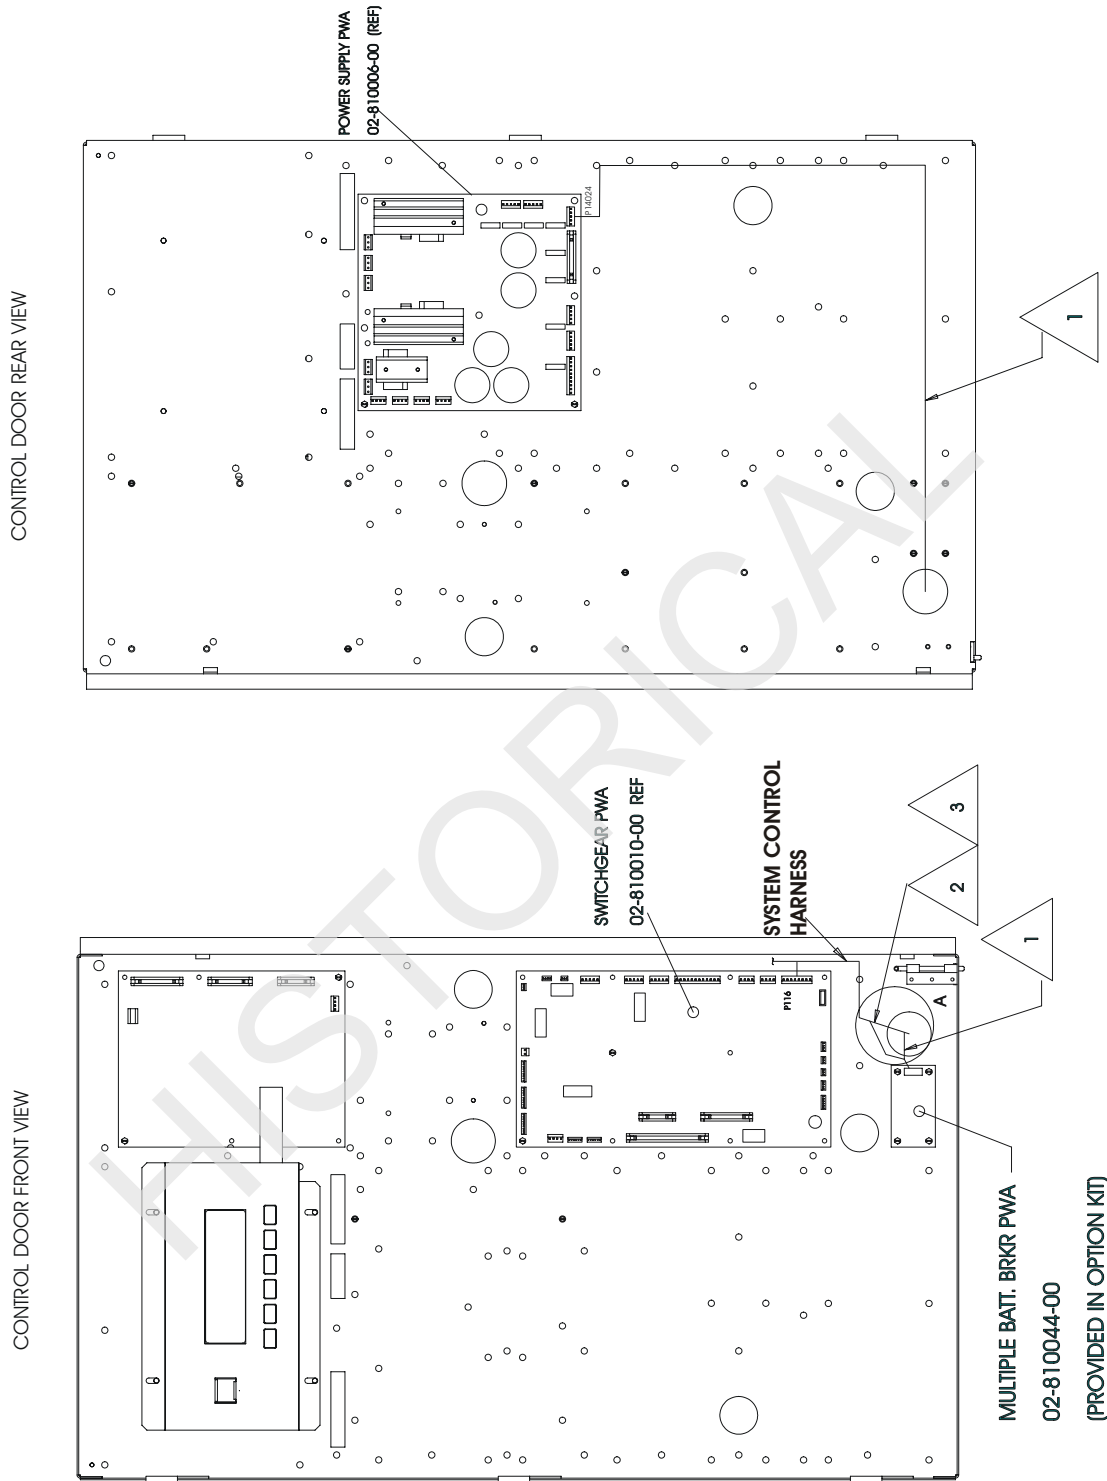 CONTROL DOOR REAR VIEW
POWER SUPPLY PWA
02-810006-00 (REF)
P14024
1
CONTROL DOOR FRONT VIEW
SWITCHGEAR PWA
02-810010-00 REF
SYSTEM CONTROL
HARNESS
P116
A
3
2
1
MULTIPLE BATT. BRKR PWA
02-810044-00
(PROVIDED IN OPTION KIT)
HISTORICAL